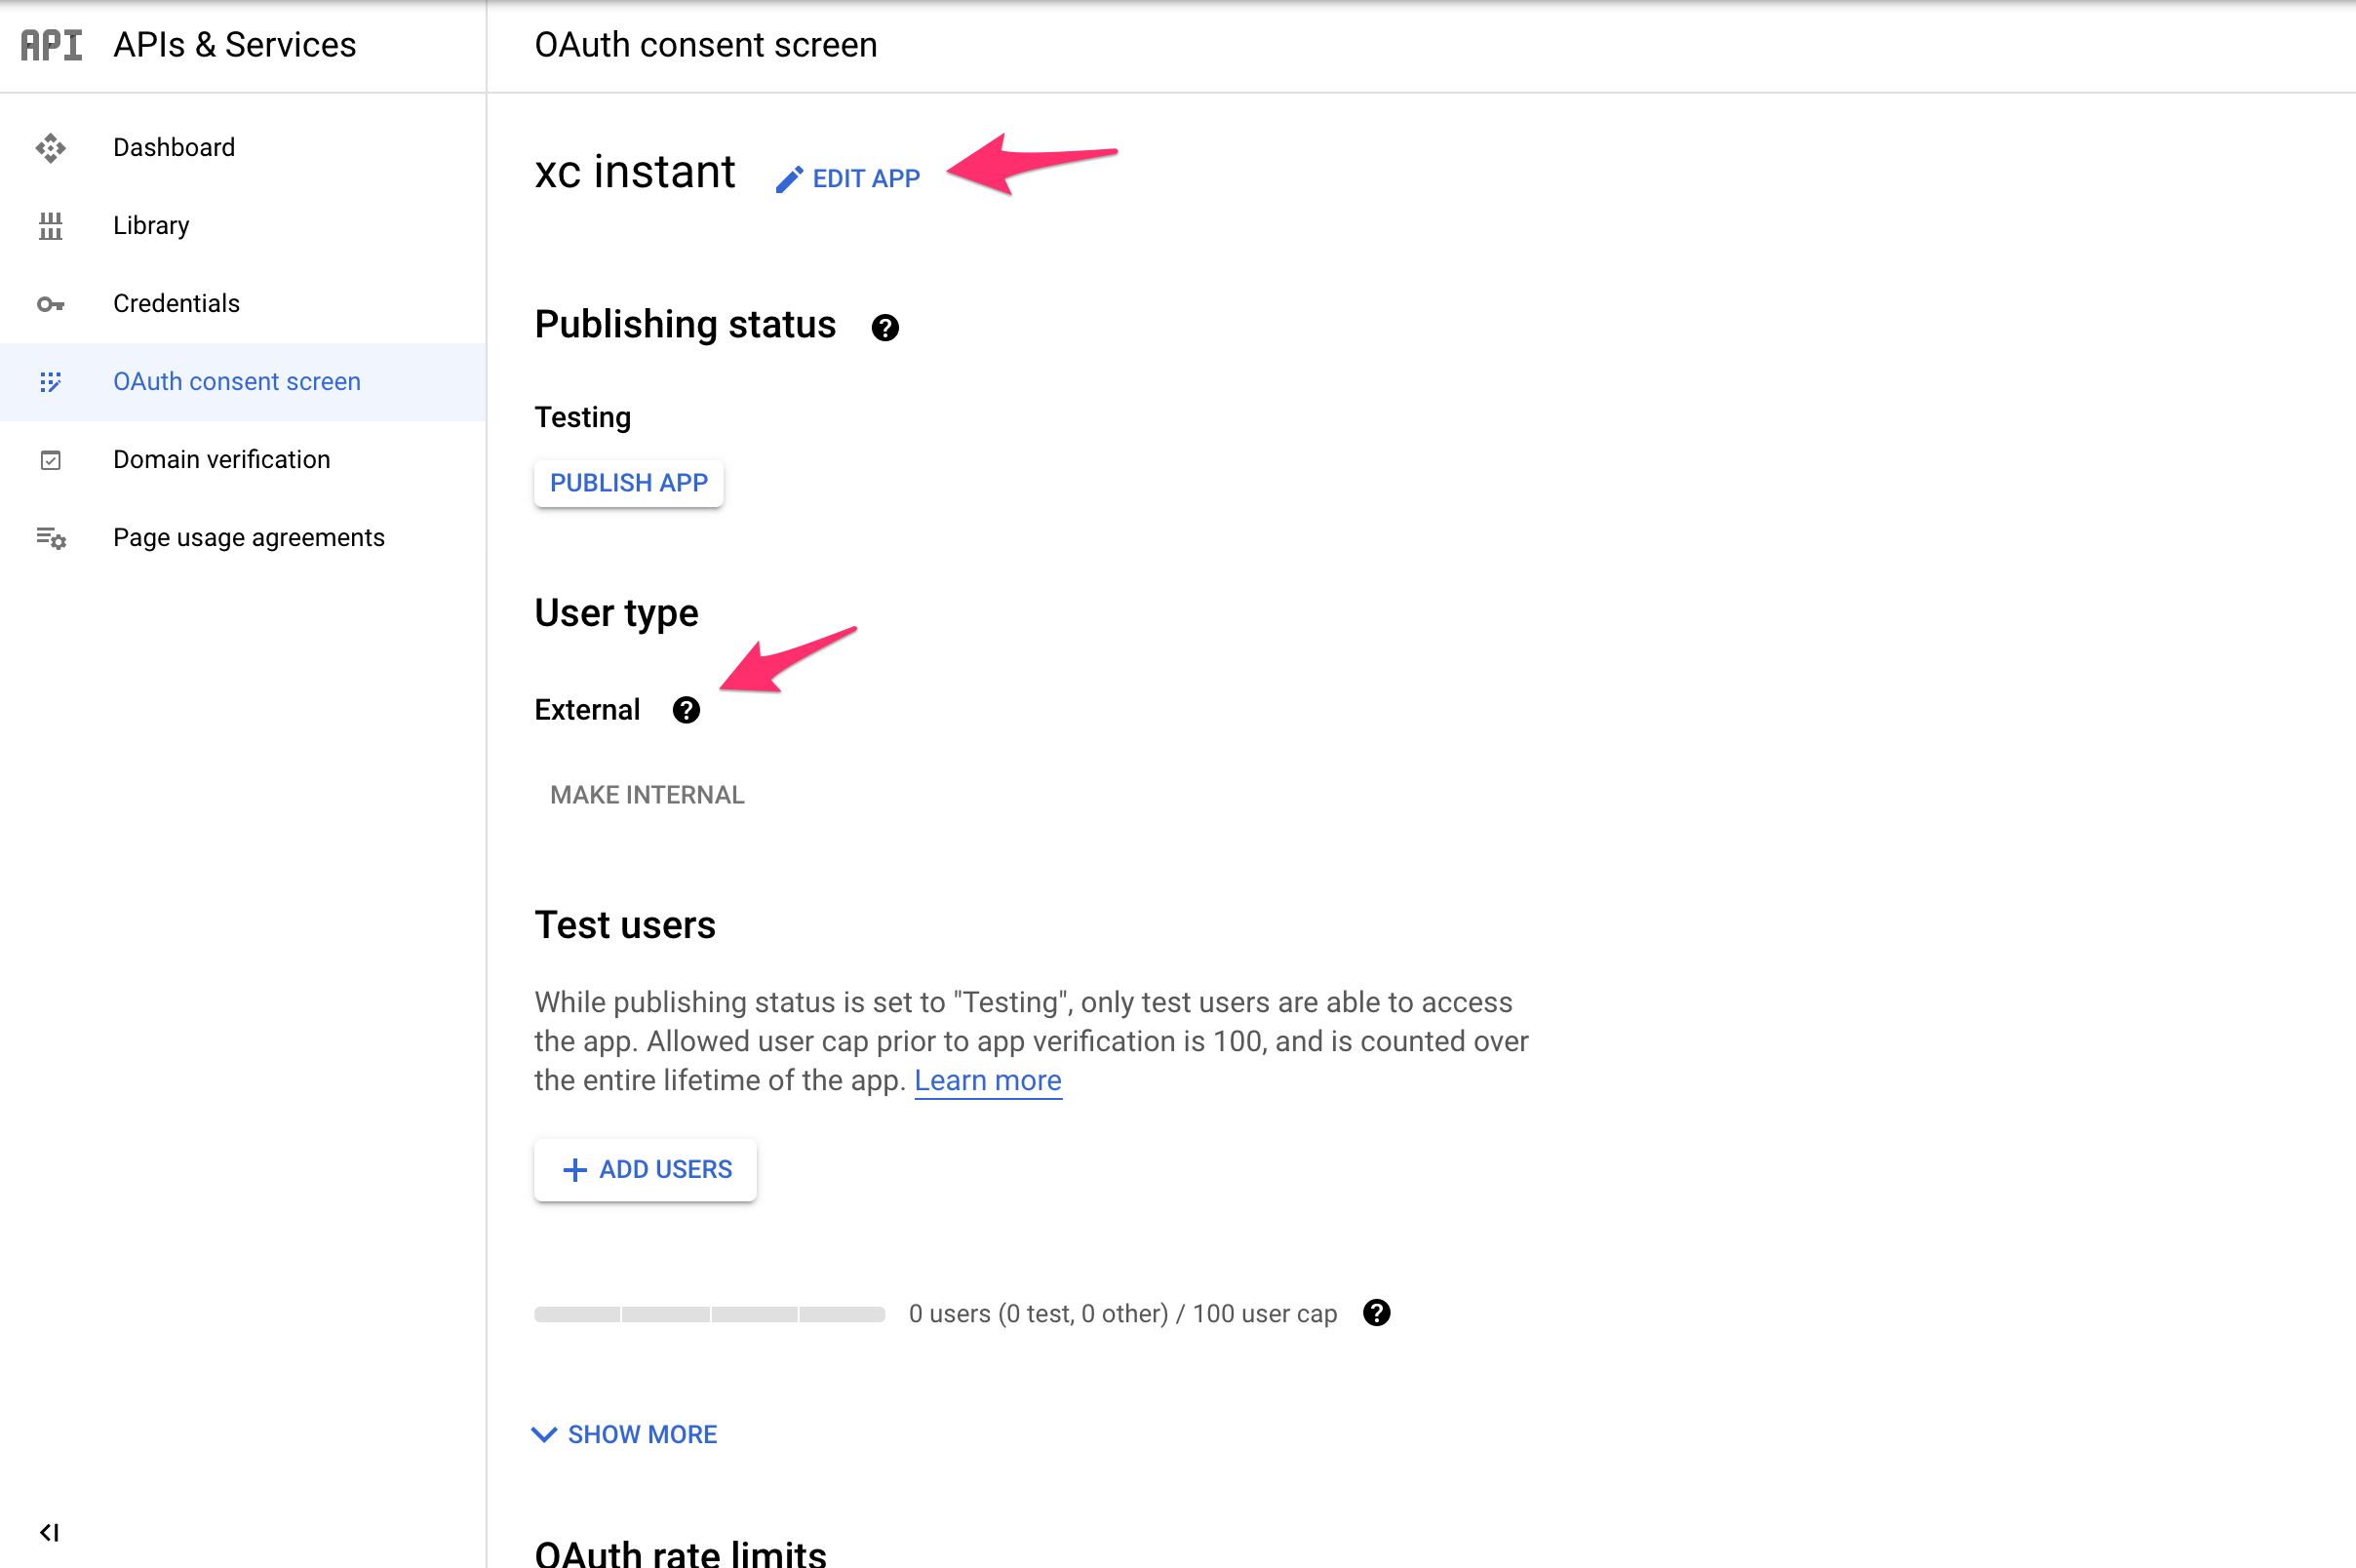 API APIs & Services
OAuth consent screen
Dashboard
Library
Credentials
OAuth consent screen
Domain verification
Page usage agreements
xc instant
EDIT APP
Publishing status
Testing
PUBLISH APP
User type
External
MAKE INTERNAL
Test users
While publishing status is set to "Testing", only test users are able to access
the app. Allowed user cap prior to app verification is 100, and is counted over
the entire lifetime of the app. Learn more
ADD USERS
0 users (0 test, 0 other) / 100 user cap
SHOW MORE
OAuth rate limits